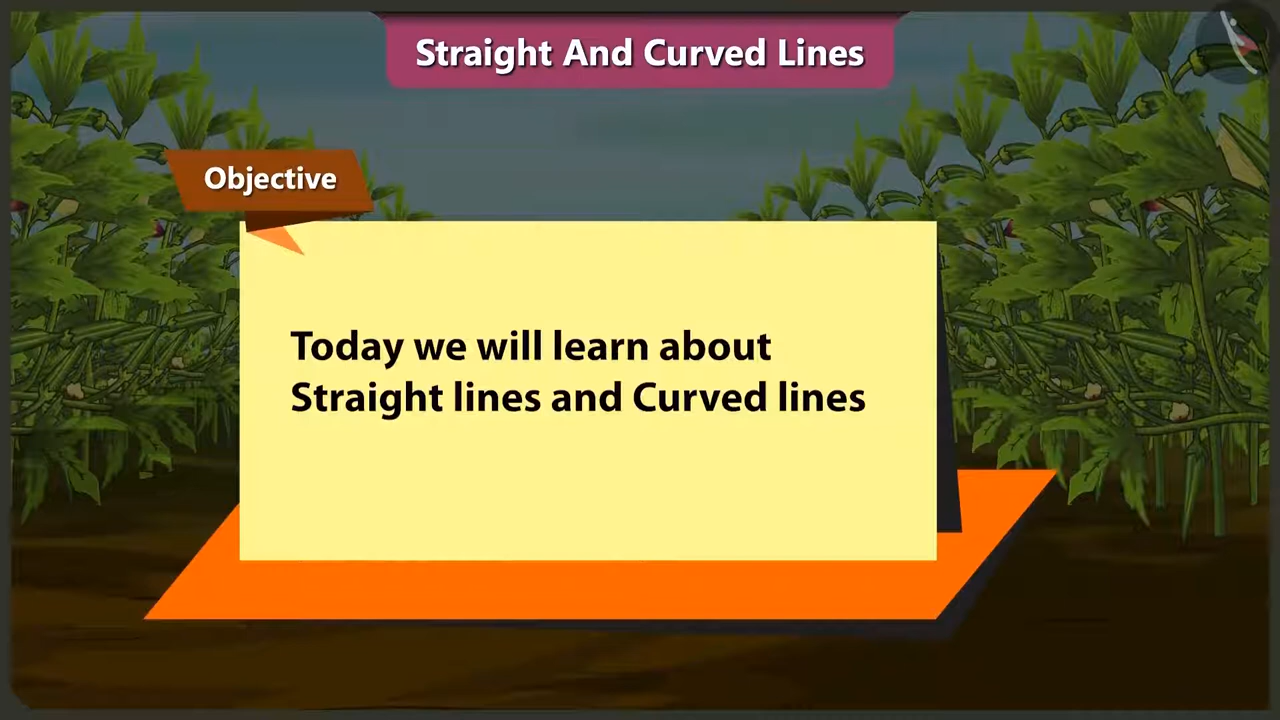 Straight And Curved Lines
Objective
Today we will learn about
Straight lines and Curved lines